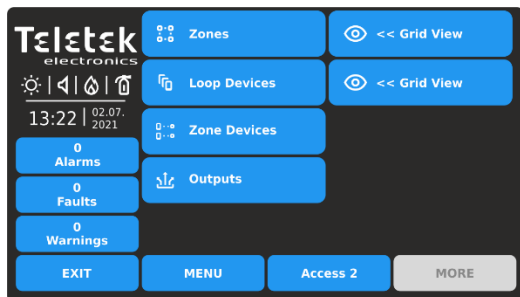 Teletek
electronics
13:22
02.07.
2021
0
Alarms
0
Faults
0
Warnings
Zones
<< Grid View
Loop Devices
<< Grid View
Zone Devices
Outputs
EXIT
MENU
Access 2
MORE